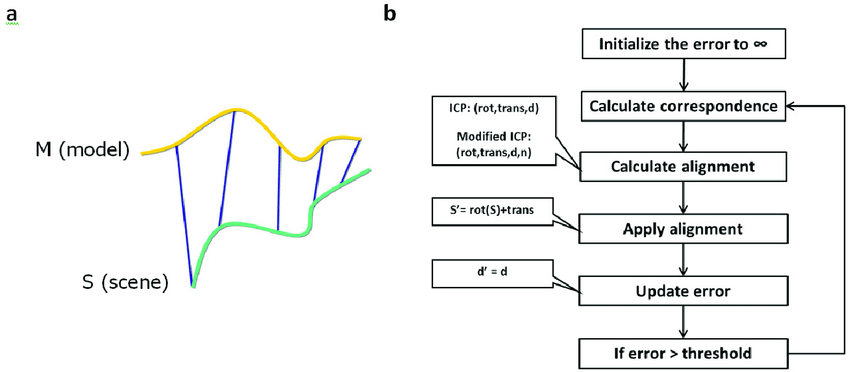 a
M (model)
S (scene)
b
Initialize the error to ∞
Calculate correspondence
ICP: (rot,trans,d)
Modified ICP:
(rot,trans,d,n)
Calculate alignment
S’= rot(S)+trans
Apply alignment
d’ = d
Update error
If error > threshold